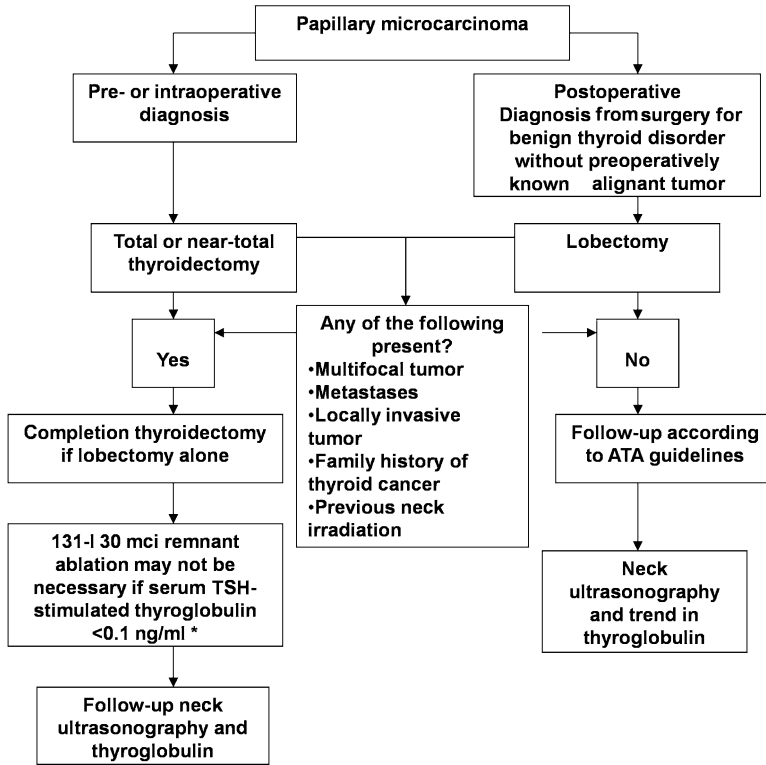 Papillary microcarcinoma
Pre- or intraoperative
diagnosis
Postoperative
Diagnosis from surgery for
benign thyroid disorder
without preoperatively
known alignant tumor
Total or near-total
thyroidectomy
Lobectomy
Any of the following
present?
•Multifocal tumor
•Metastases
•Locally invasive
tumor
•Family history of
thyroid cancer
•Previous neck
irradiation
Yes
No
Completion thyroidectomy
if lobectomy alone
Follow-up according
to ATA guidelines
131-I 30 mci remnant
ablation may not be
necessary if serum TSH-
stimulated thyroglobulin
<0.1 ng/ml *
Neck
ultrasonography
and trend in
thyroglobulin
Follow-up neck
ultrasonography and
thyroglobulin